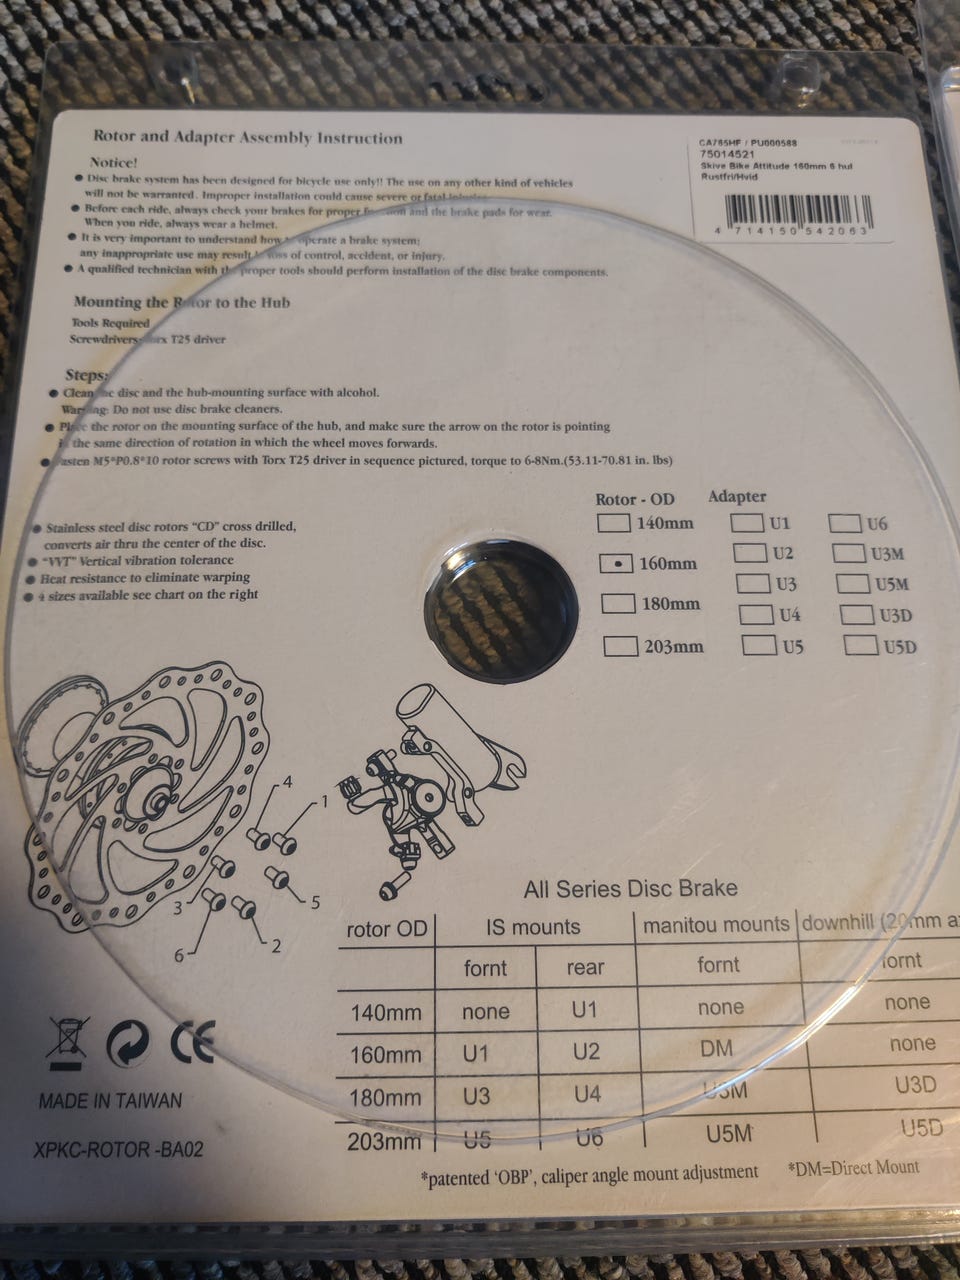 Rotor and Adapter Assembly Instruction
CA785HF / PU000588
75014521
Skive Bike Attitude 160mm 6 hul
Rustfri/Hvid
4 714150 542063
Notice!
● Disc brake system has been designed for bicycle use only!! The use on any other kind of vehicles
will not be warranted. Improper installation could cause severe or fatal injuries.
● Before each ride, always check your brakes for proper function and the brake pads for wear.
When you ride, always wear a helmet.
● It is very important to understand how to operate a brake system;
any inappropriate use may result in loss of control, accident, or injury.
● A qualified technician with the proper tools should perform installation of the disc brake components.
Mounting the Rotor to the Hub
Tools Required
Screwdrivers: Torx T25 driver
Steps:
● Clean the disc and the hub-mounting surface with alcohol.
Warning: Do not use disc brake cleaners.
● Place the rotor on the mounting surface of the hub, and make sure the arrow on the rotor is pointing
in the same direction of rotation in which the wheel moves forwards.
● Fasten M5*P0.8*10 rotor screws with Torx T25 driver in sequence pictured, torque to 6-8Nm.(53.11-70.81 in. lbs)
● Stainless steel disc rotors "CD" cross drilled,
converts air thru the center of the disc.
● "VVT" Vertical vibration tolerance
● Heat resistance to eliminate warping
● 4 sizes available see chart on the right
Rotor - OD Adapter
140mm U1 U6
160mm U2 U3M
180mm U3 U5M
U4 U3D
203mm U5 U5D
4
1
5
3
2
6
All Series Disc Brake
rotor OD IS mounts manitou mounts downhill (20mm
fornt rear fornt fornt
140mm none U1 none none
160mm U1 U2 DM none
180mm U3 U4 U3M U3D
203mm U5 U6 U5M U5D
*patented 'OBP', caliper angle mount adjustment *DM=Direct Mount
CE
MADE IN TAIWAN
XPKC-ROTOR -BA02